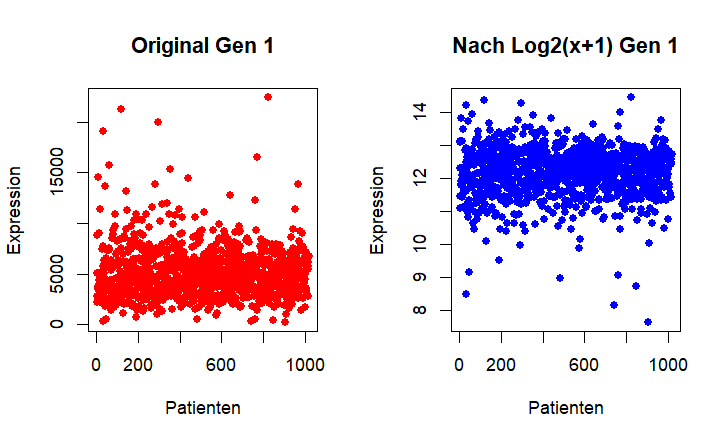 Original Gen 1
Expression
15000
5000
0
0
200
600
1000
Patienten
Nach Log2(x+1) Gen 1
Expression
14
12
10
9
8
0
200
600
1000
Patienten